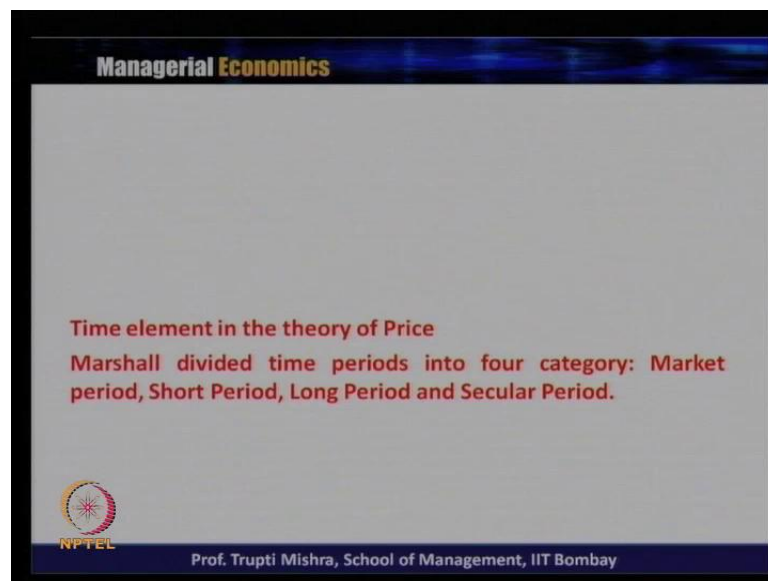 Managerial Economics
Time element in the theory of Price
Marshall divided time periods into four category: Market
period, Short Period, Long Period and Secular Period.
NPTEL
Prof. Trupti Mishra, School of Management, IIT Bombay